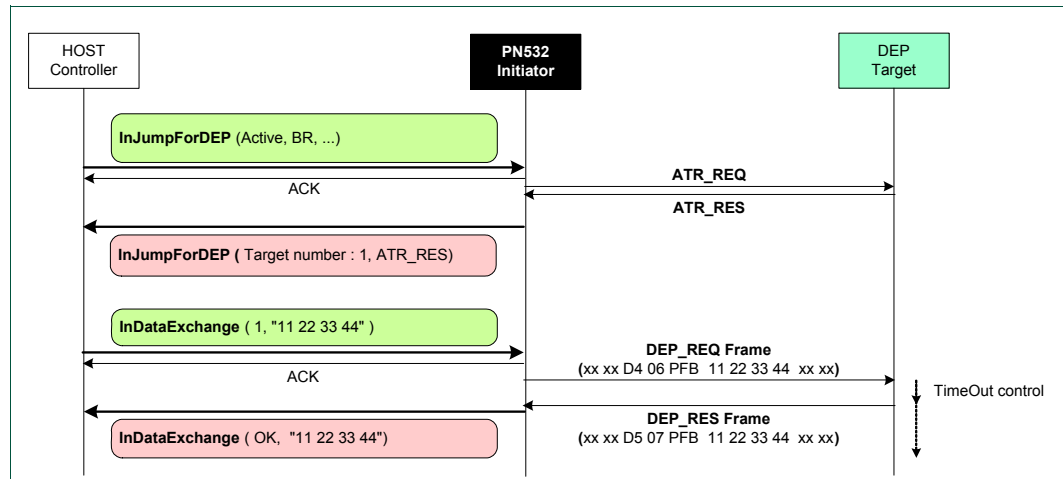 HOST
Controller
PN532
Initiator
DEP
Target
InJumpForDEP (Active, BR, ...)
ACK
ATR_REQ
ATR_RES
InJumpForDEP ( Target number : 1, ATR_RES)
InDataExchange ( 1, "11 22 33 44" )
ACK
DEP_REQ Frame
(xx xx D4 06 PFB  11 22 33 44  xx xx)
TimeOut control
DEP_RES Frame
(xx xx D5 07 PFB  11 22 33 44  xx xx)
InDataExchange ( OK,  "11 22 33 44")